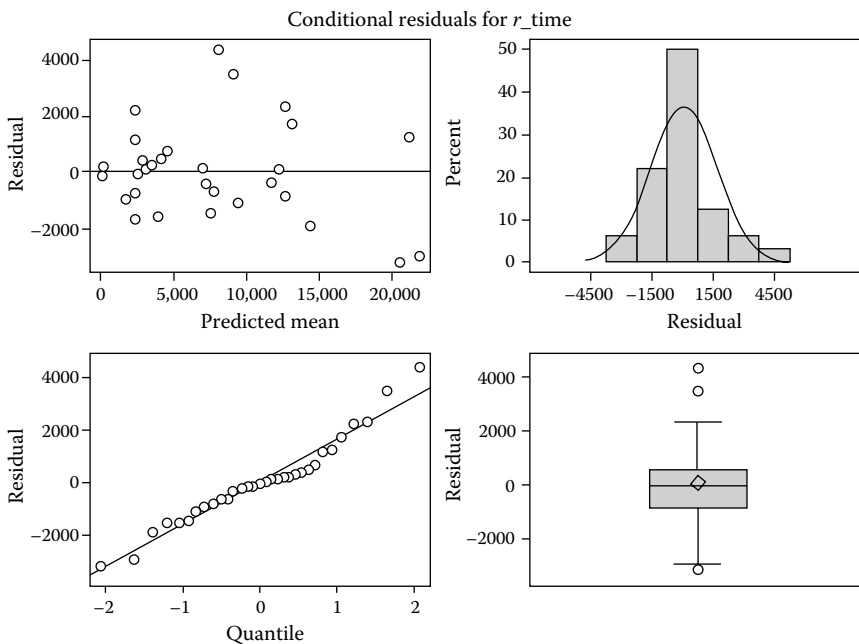 Conditional residuals for r_time
4000
2000
0
−2000
Residual
0 5,000 10,000 15,000 20,000
Predicted mean
50
40
30
20
10
0
Percent
−4500 −1500 1500 4500
Residual
4000
2000
0
−2000
Residual
−2 −1 0 1 2
Quantile
4000
2000
0
−2000
Residual